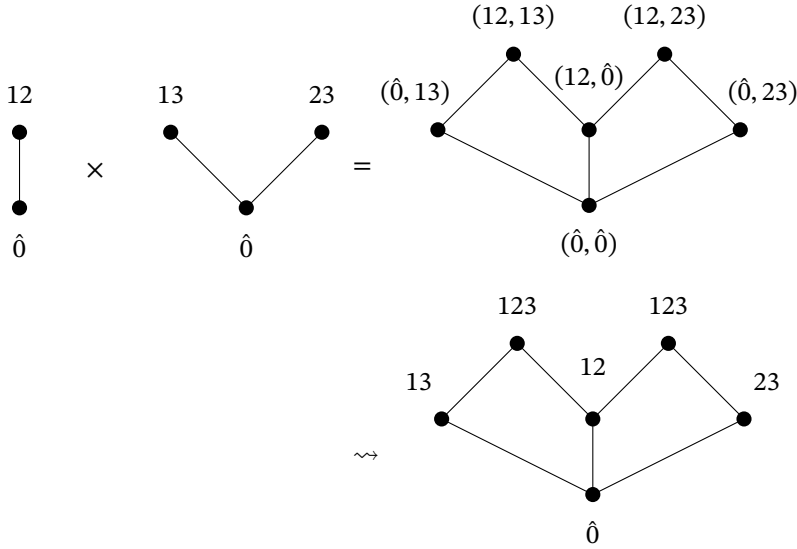 (12, 13) (12, 23)
12 13 23 (0̂, 13) (12, 0̂) (0̂, 23)
× =
0̂ 0̂ (0̂, 0̂)
123 123
13 12 23
⇝
0̂